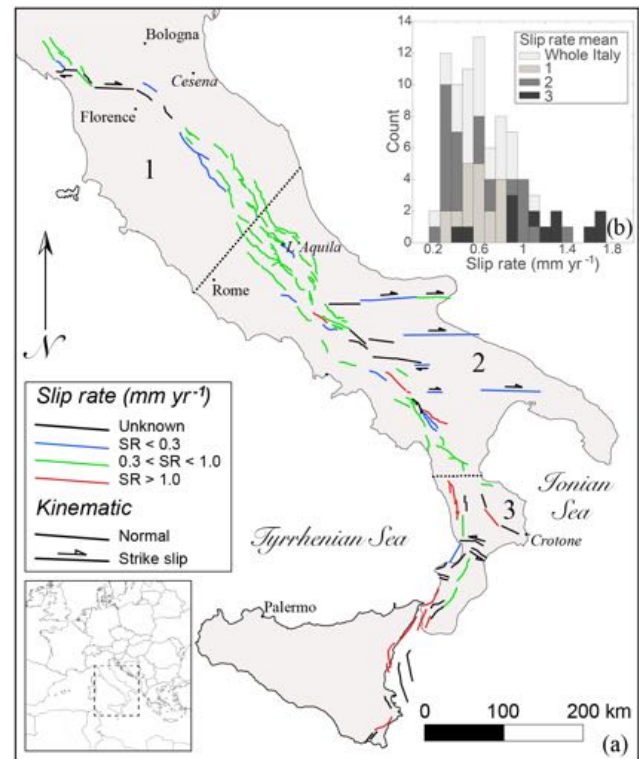 Bologna
Cesena
Florence
1
L'Aquila
Rome
N
2
3
Ionian
Sea
Crotone
Tyrrhenian Sea
Palermo
Slip rate (mm yr⁻¹)
Unknown
SR < 0.3
0.3 < SR < 1.0
SR > 1.0
Kinematic
Normal
Strike slip
0 100 200 km
(a)
14
12
10
8
6
4
2
0
Count
Slip rate mean
Whole Italy
1
2
3
(b)
0.2 0.6 1 1.4 1.8
Slip rate (mm yr⁻¹)